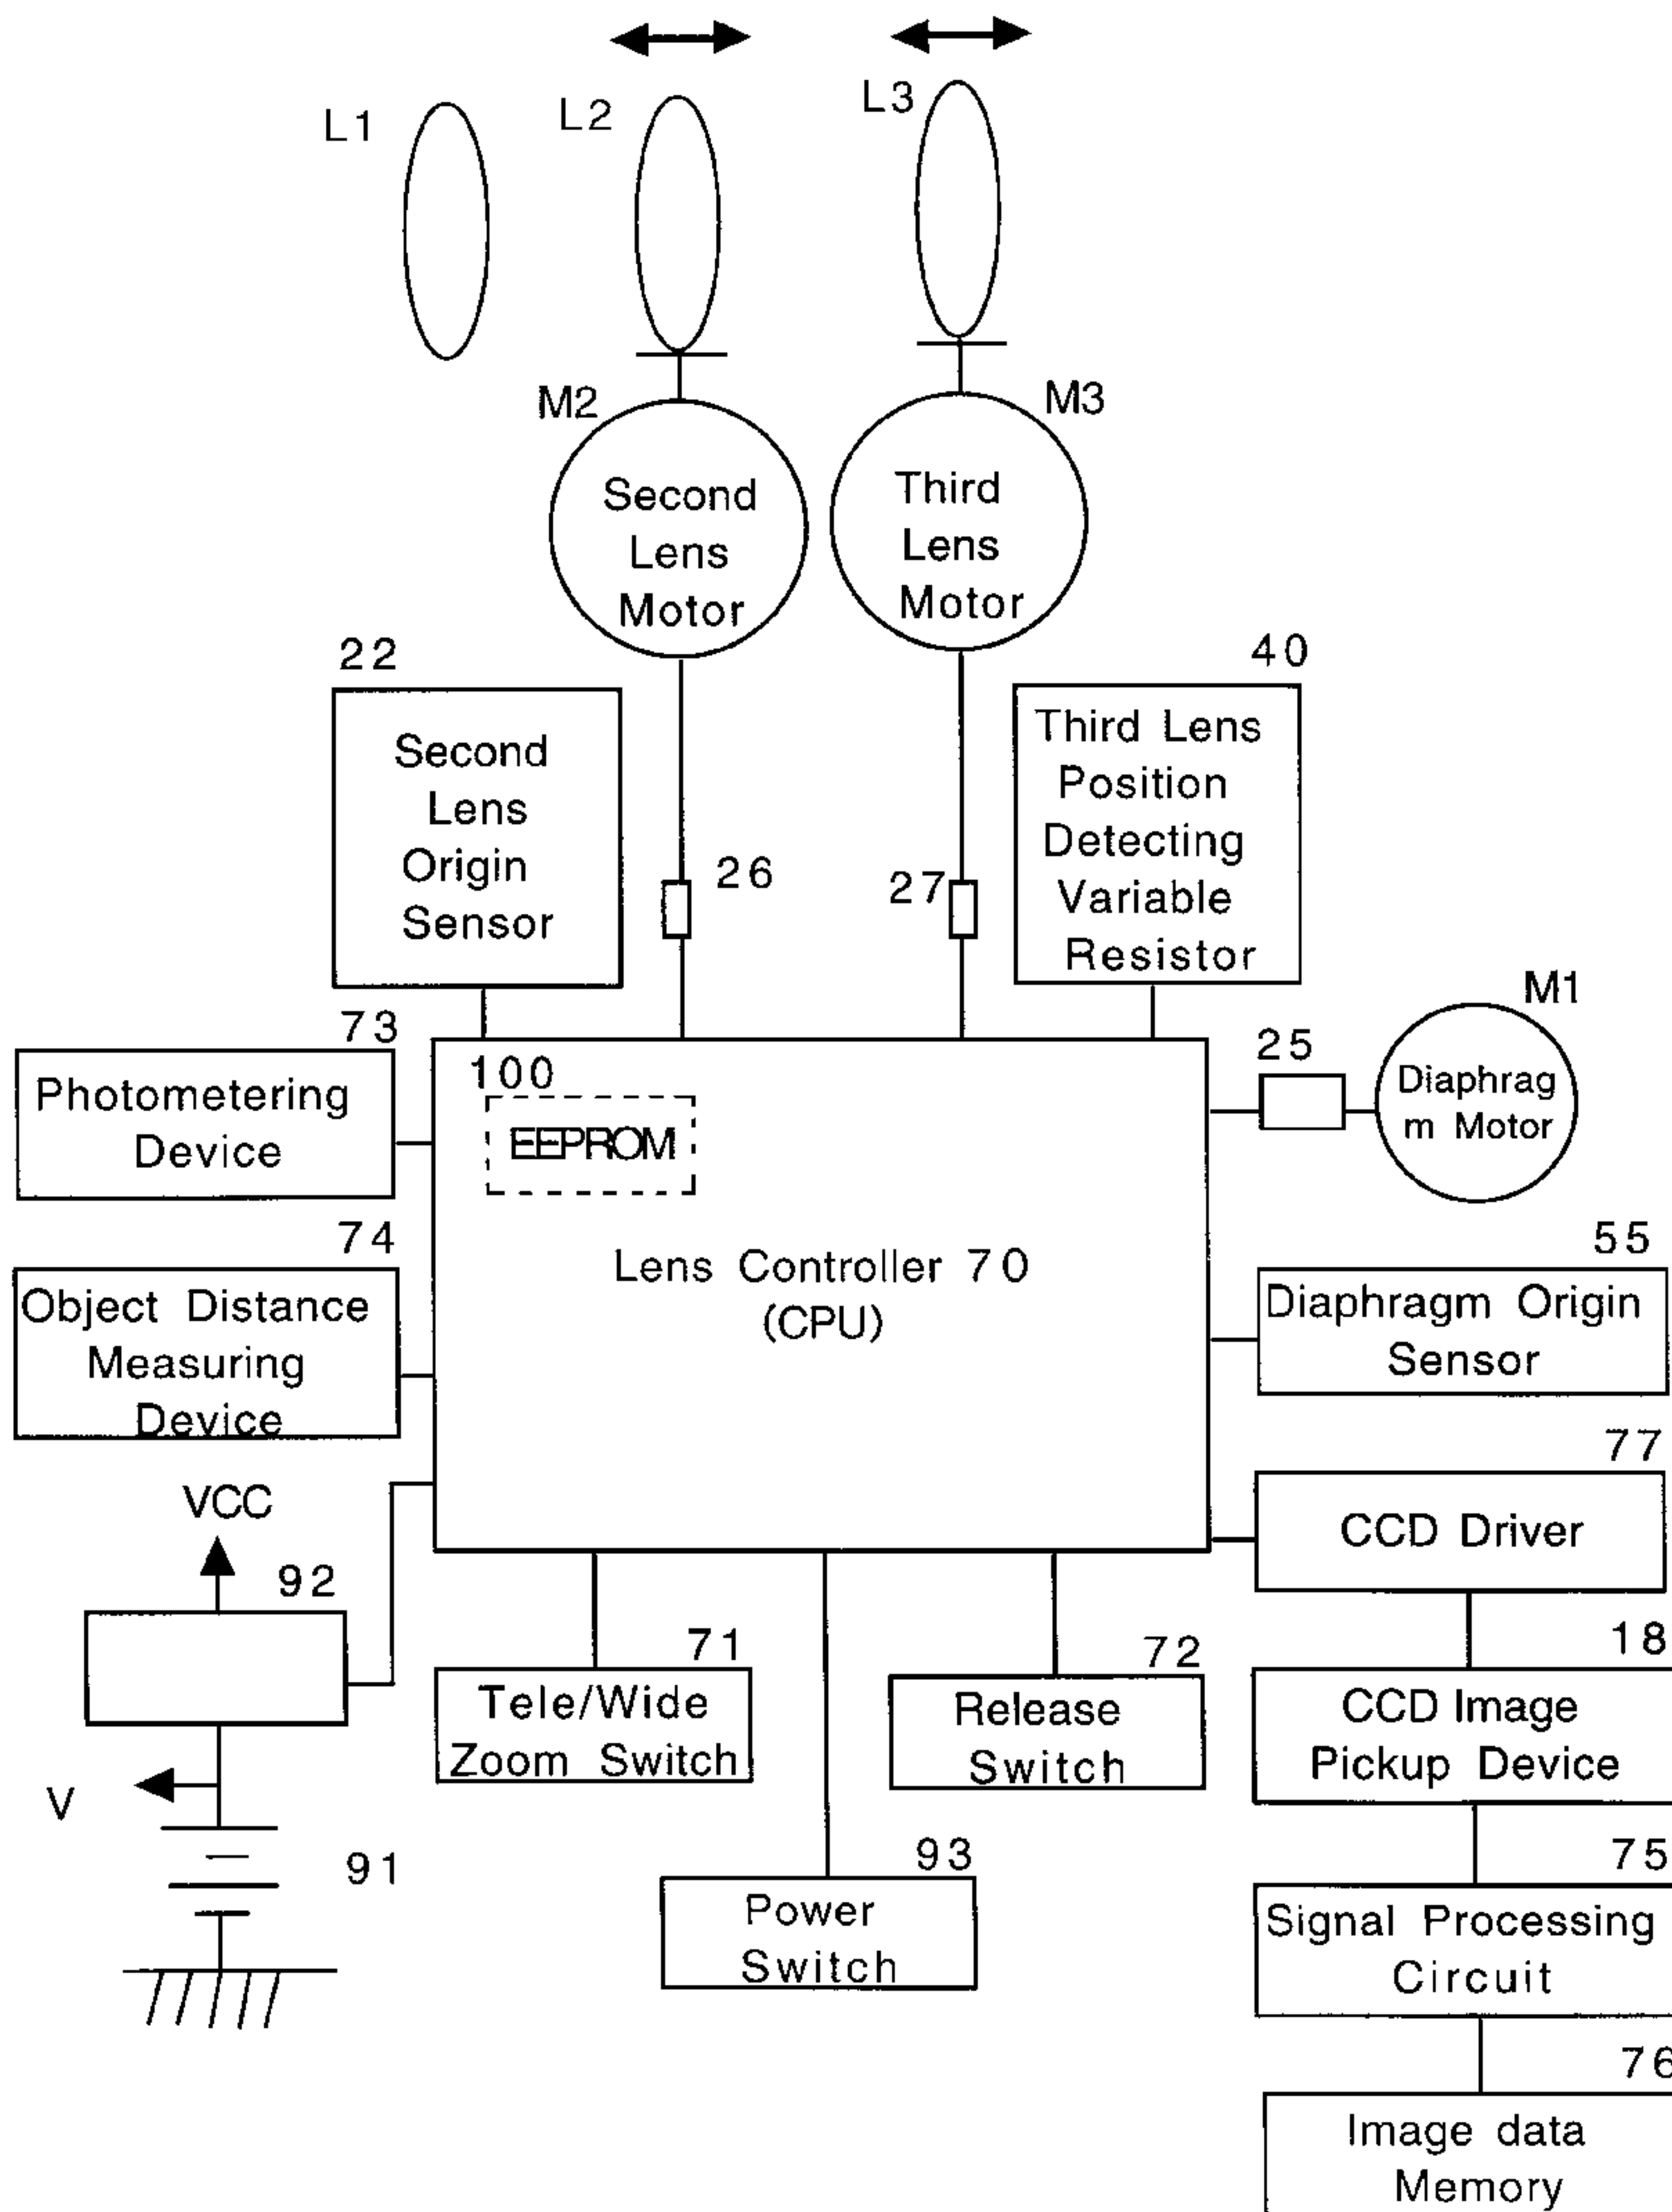 L1
L2
L3
M2
M3
Second
Lens
Motor
Third
Lens
Motor
22
40
Second
Lens
Origin
Sensor
Third Lens
Position
Detecting
Variable
Resistor
26
27
M1
73
25
Photometering
Device
100
EEPROM
Diaphrag
m Motor
74
55
Object Distance
Measuring
Device
Lens Controller 70
(CPU)
Diaphragm Origin
Sensor
77
VCC
CCD Driver
92
71
72
18
Tele/Wide
Zoom Switch
Release
Switch
CCD Image
Pickup Device
V
91
93
75
Power
Switch
Signal Processing
Circuit
76
Image data
Memory